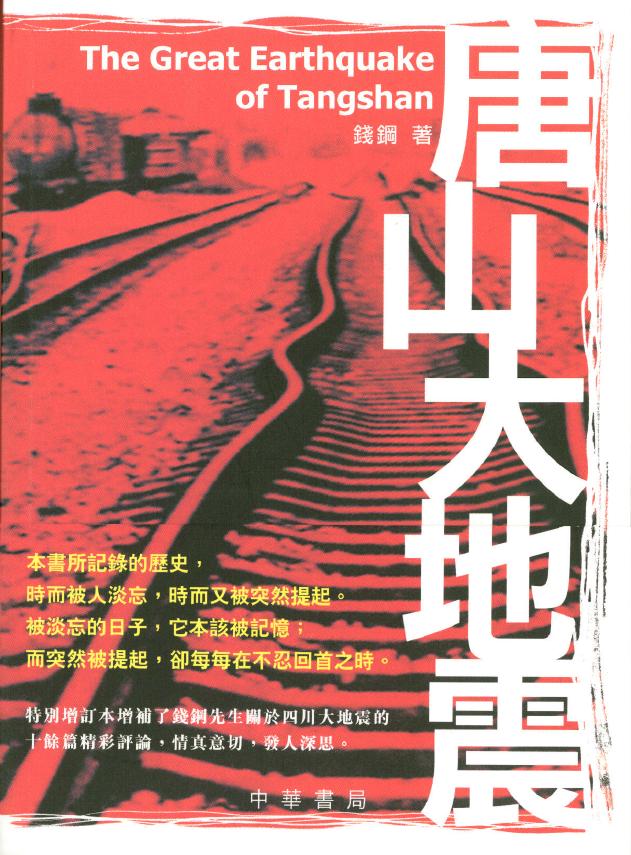 The Great Earthquake
of Tangshan
錢鋼 著
唐山大地震
本書所記錄的歷史，
時而被人淡忘，時而又被突然提起。
被淡忘的日子，它本該被記憶；
而突然被提起，卻每每在不忍回首之時。
特別增訂本增補了錢鋼先生關於四川大地震的
十餘篇精彩評論，情真意切，發人深思。
中華書局